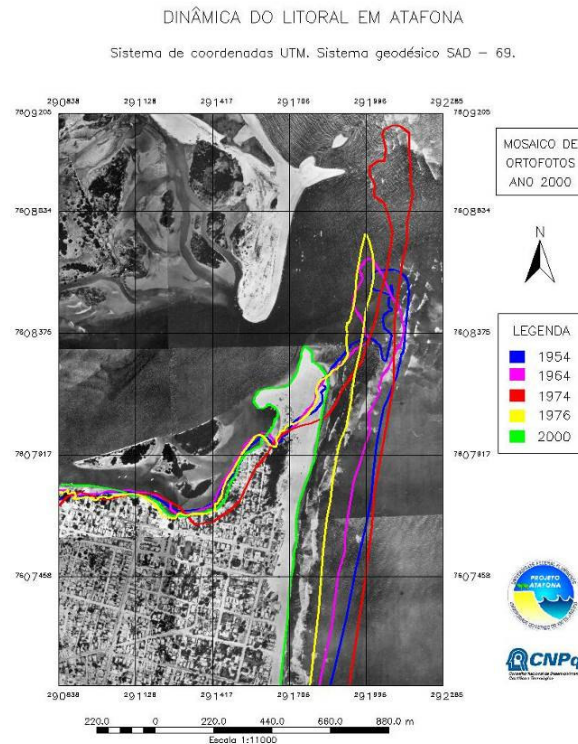 DINÂMICA DO LITORAL EM ATAFONA
Sistema de coordenadas UTM. Sistema geodésico SAD - 69.
290838 291128 291417 291706 291996 292285
7609205 7609205
7608834 7608834
7608375 7608375
7607917 7607917
7607458 7607458
290838 291128 291417 291706 291996 292285
MOSAICO DE
ORTOFOTOS
ANO 2000
N
LEGENDA
1954
1964
1974
1976
2000
PROJETO
ATAFONA
CNPq
220.0 0 220.0 440.0 660.0 880.0 m
Escala 1:11000